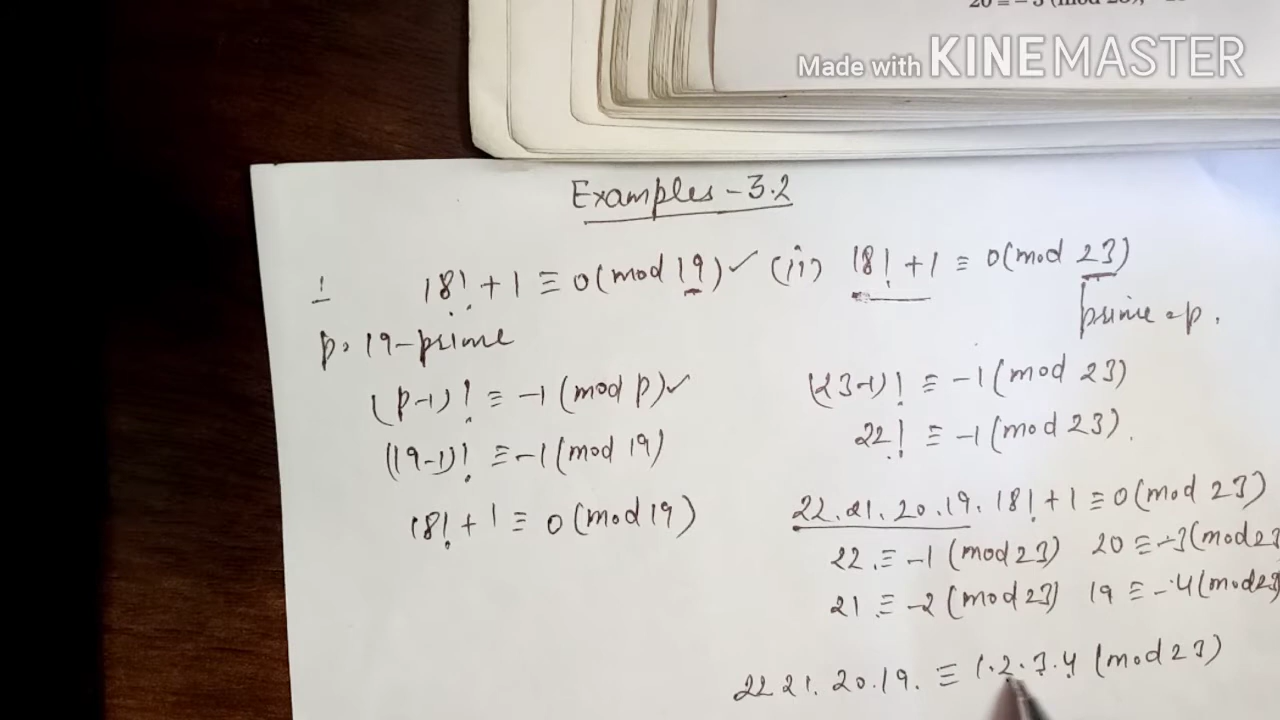 Made with KINEMASTER
Examples - 3.2
1 18! + 1 ≡ 0 (mod 19) ✓ (ii) 18! + 1 ≡ 0 (mod 23)
p = 19 - prime
prime = p.
(p-1)! ≡ -1 (mod p) ✓
(19-1)! ≡ -1 (mod 19)
18! + 1 ≡ 0 (mod 19)
(23-1)! ≡ -1 (mod 23)
22! ≡ -1 (mod 23).
22.21.20.19.18! + 1 ≡ 0 (mod 23)
22 ≡ -1 (mod 23) 20 ≡ -3 (mod 23
21 ≡ -2 (mod 23) 19 ≡ -4 (mod 23
22 21. 20.19. ≡ 1.2.3.4 (mod 23)